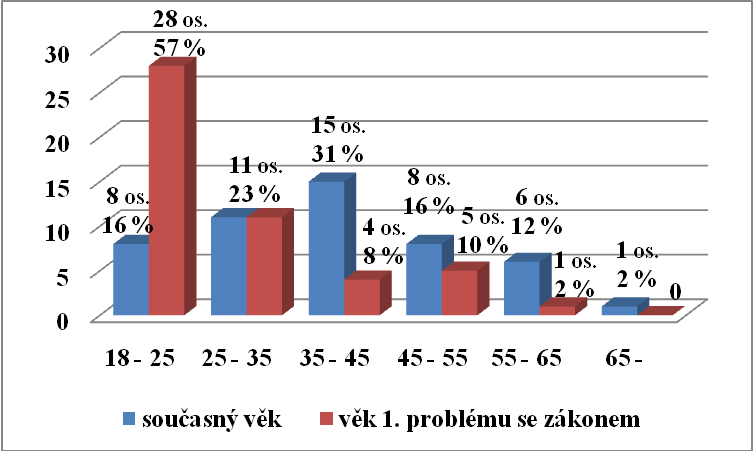 28 os.
57 %
30
25
20
15
10
5
0
8 os.
16 %
11 os.
23 %
15 os.
31 %
4 os.
8 %
8 os.
16 %
5 os.
10 %
6 os.
12 %
1 os.
2 %
1 os.
2 %
0
18 - 25 25 - 35 35 - 45 45 - 55 55 - 65 65 -
současný věk věk 1. problému se zákonem